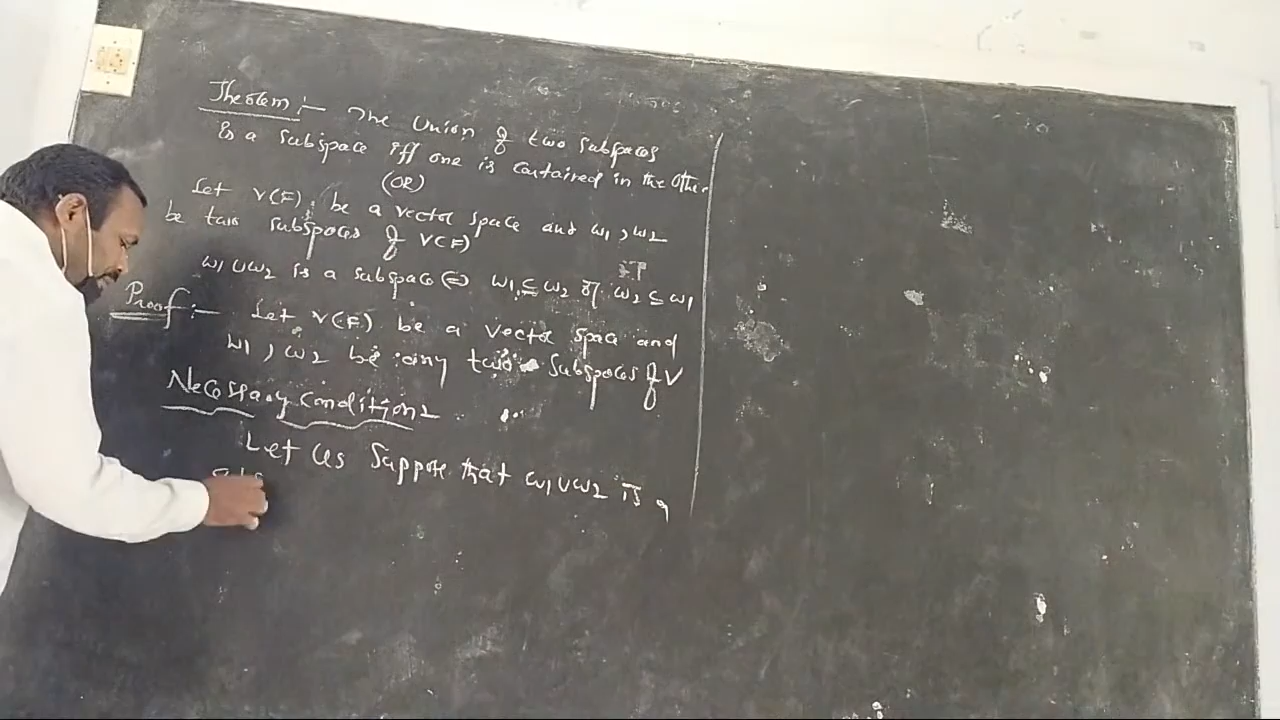 Theorem :- The Union of two subspaces
is a subspace iff one is contained in the other
(OR)
Let V(F) be a vector space and W1, W2
be two subspaces of V(F)
W1 ∪ W2 is a subspace ⇔ W1 ⊆ W2 or W2 ⊆ W1
Proof :- Let V(F) be a vector space and
W1, W2 be any two subspaces of V
Necessary Conditions
Let us suppose that W1 ∪ W2 is a